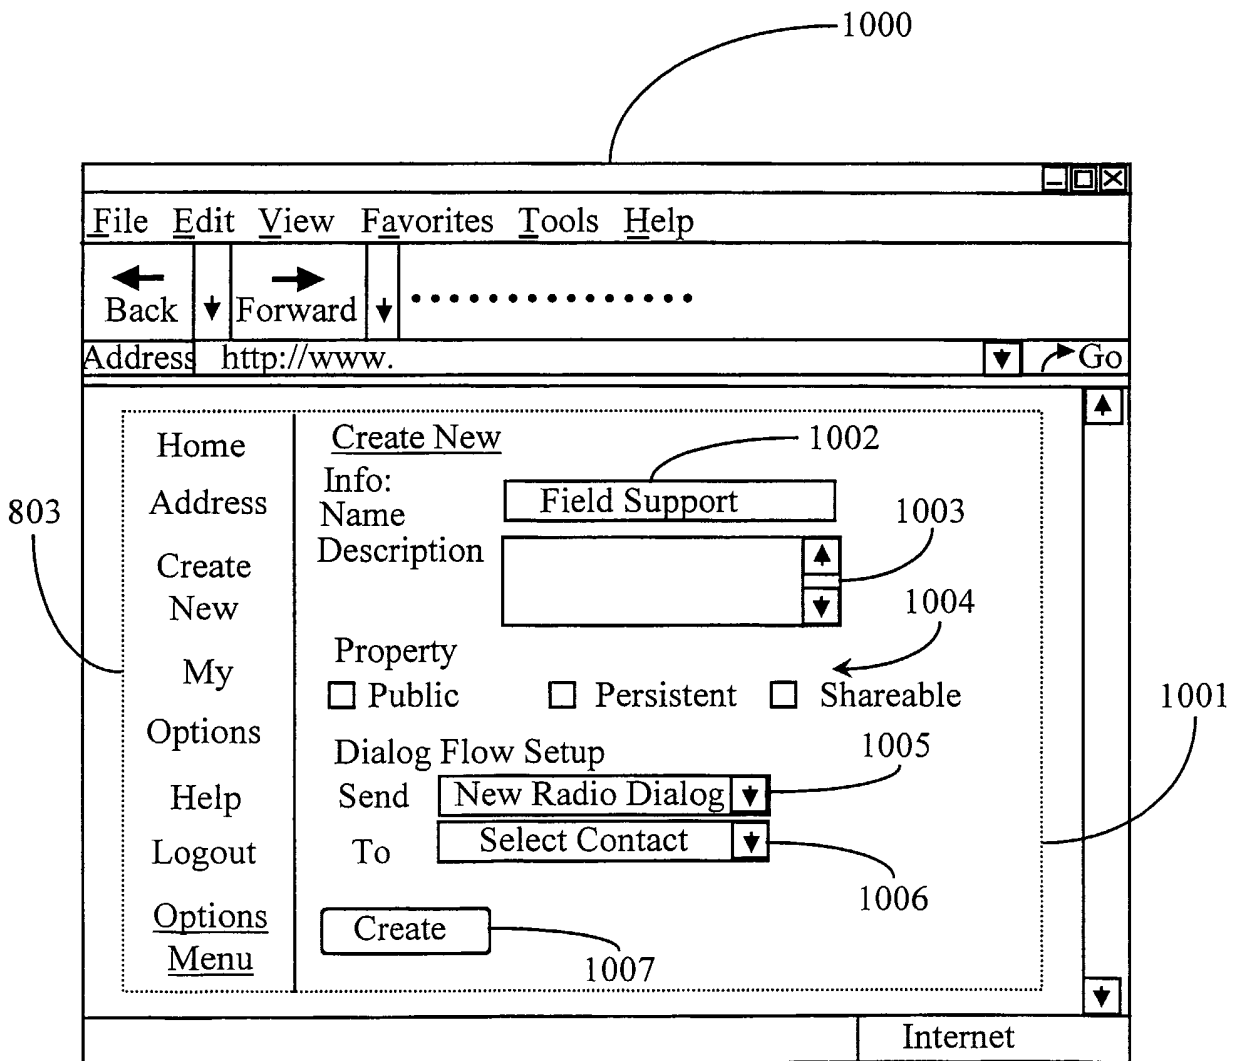 1000
File Edit View Favorites Tools Help
Back Forward
Address http://www. Go
803
Home
Address
Create
New
My
Options
Help
Logout
Options
Menu
Create New
1002
Info:
Name
Field Support
1003
Description
1004
Property
Public Persistent Shareable
1001
Dialog Flow Setup
1005
Send New Radio Dialog
To Select Contact
1006
Create
1007
Internet